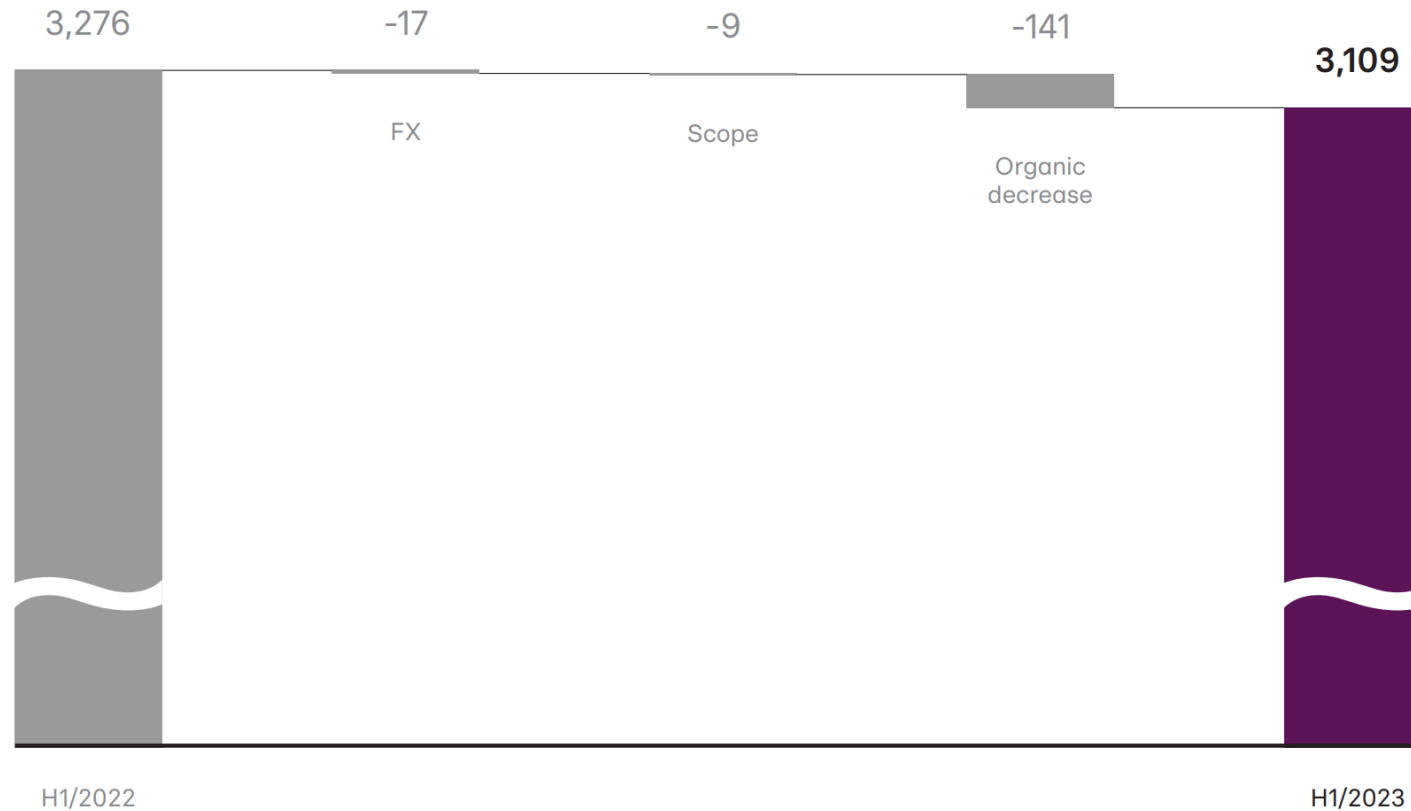 3,276
-17
-9
-141
3,109
FX
Scope
Organic
decrease
H1/2022
H1/2023